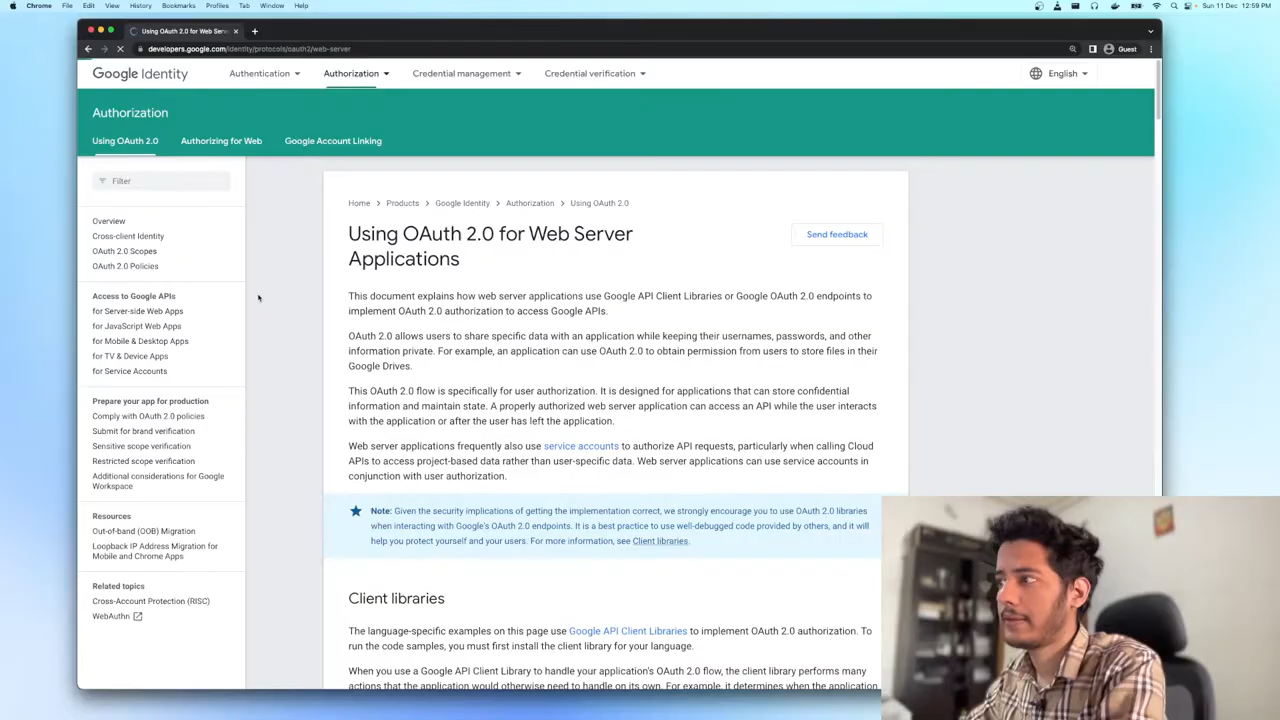 Chrome File Edit View History Bookmarks Profiles Tab Window Help
Sun 11 Dec 12:59 PM
Using OAuth 2.0 for Web Serv
developers.google.com/identity/protocols/oauth2/web-server
Guest
Google Identity
Authentication
Authorization
Credential management
Credential verification
English
Authorization
Using OAuth 2.0
Authorizing for Web
Google Account Linking
Filter
Overview
Cross-client Identity
OAuth 2.0 Scopes
OAuth 2.0 Policies
Access to Google APIs
for Server-side Web Apps
for JavaScript Web Apps
for Mobile & Desktop Apps
for TV & Device Apps
for Service Accounts
Prepare your app for production
Comply with OAuth 2.0 policies
Submit for brand verification
Sensitive scope verification
Restricted scope verification
Additional considerations for Google
Workspace
Resources
Out-of-band (OOB) Migration
Loopback IP Address Migration for
Mobile and Chrome Apps
Related topics
Cross-Account Protection (RISC)
WebAuthn
Home > Products > Google Identity > Authorization > Using OAuth 2.0
Using OAuth 2.0 for Web Server
Applications
Send feedback
This document explains how web server applications use Google API Client Libraries or Google OAuth 2.0 endpoints to
implement OAuth 2.0 authorization to access Google APIs.
OAuth 2.0 allows users to share specific data with an application while keeping their usernames, passwords, and other
information private. For example, an application can use OAuth 2.0 to obtain permission from users to store files in their
Google Drives.
This OAuth 2.0 flow is specifically for user authorization. It is designed for applications that can store confidential
information and maintain state. A properly authorized web server application can access an API while the user interacts
with the application or after the user has left the application.
Web server applications frequently also use service accounts to authorize API requests, particularly when calling Cloud
APIs to access project-based data rather than user-specific data. Web server applications can use service accounts in
conjunction with user authorization.
Note: Given the security implications of getting the implementation correct, we strongly encourage you to use OAuth 2.0 libraries
when interacting with Google's OAuth 2.0 endpoints. It is a best practice to use well-debugged code provided by others, and it will
help you protect yourself and your users. For more information, see Client libraries.
Client libraries
The language-specific examples on this page use Google API Client Libraries to implement OAuth 2.0 authorization. To
run the code samples, you must first install the client library for your language.
When you use a Google API Client Library to handle your application's OAuth 2.0 flow, the client library performs many
actions that the application would otherwise need to handle on its own. For example, it determines when the application